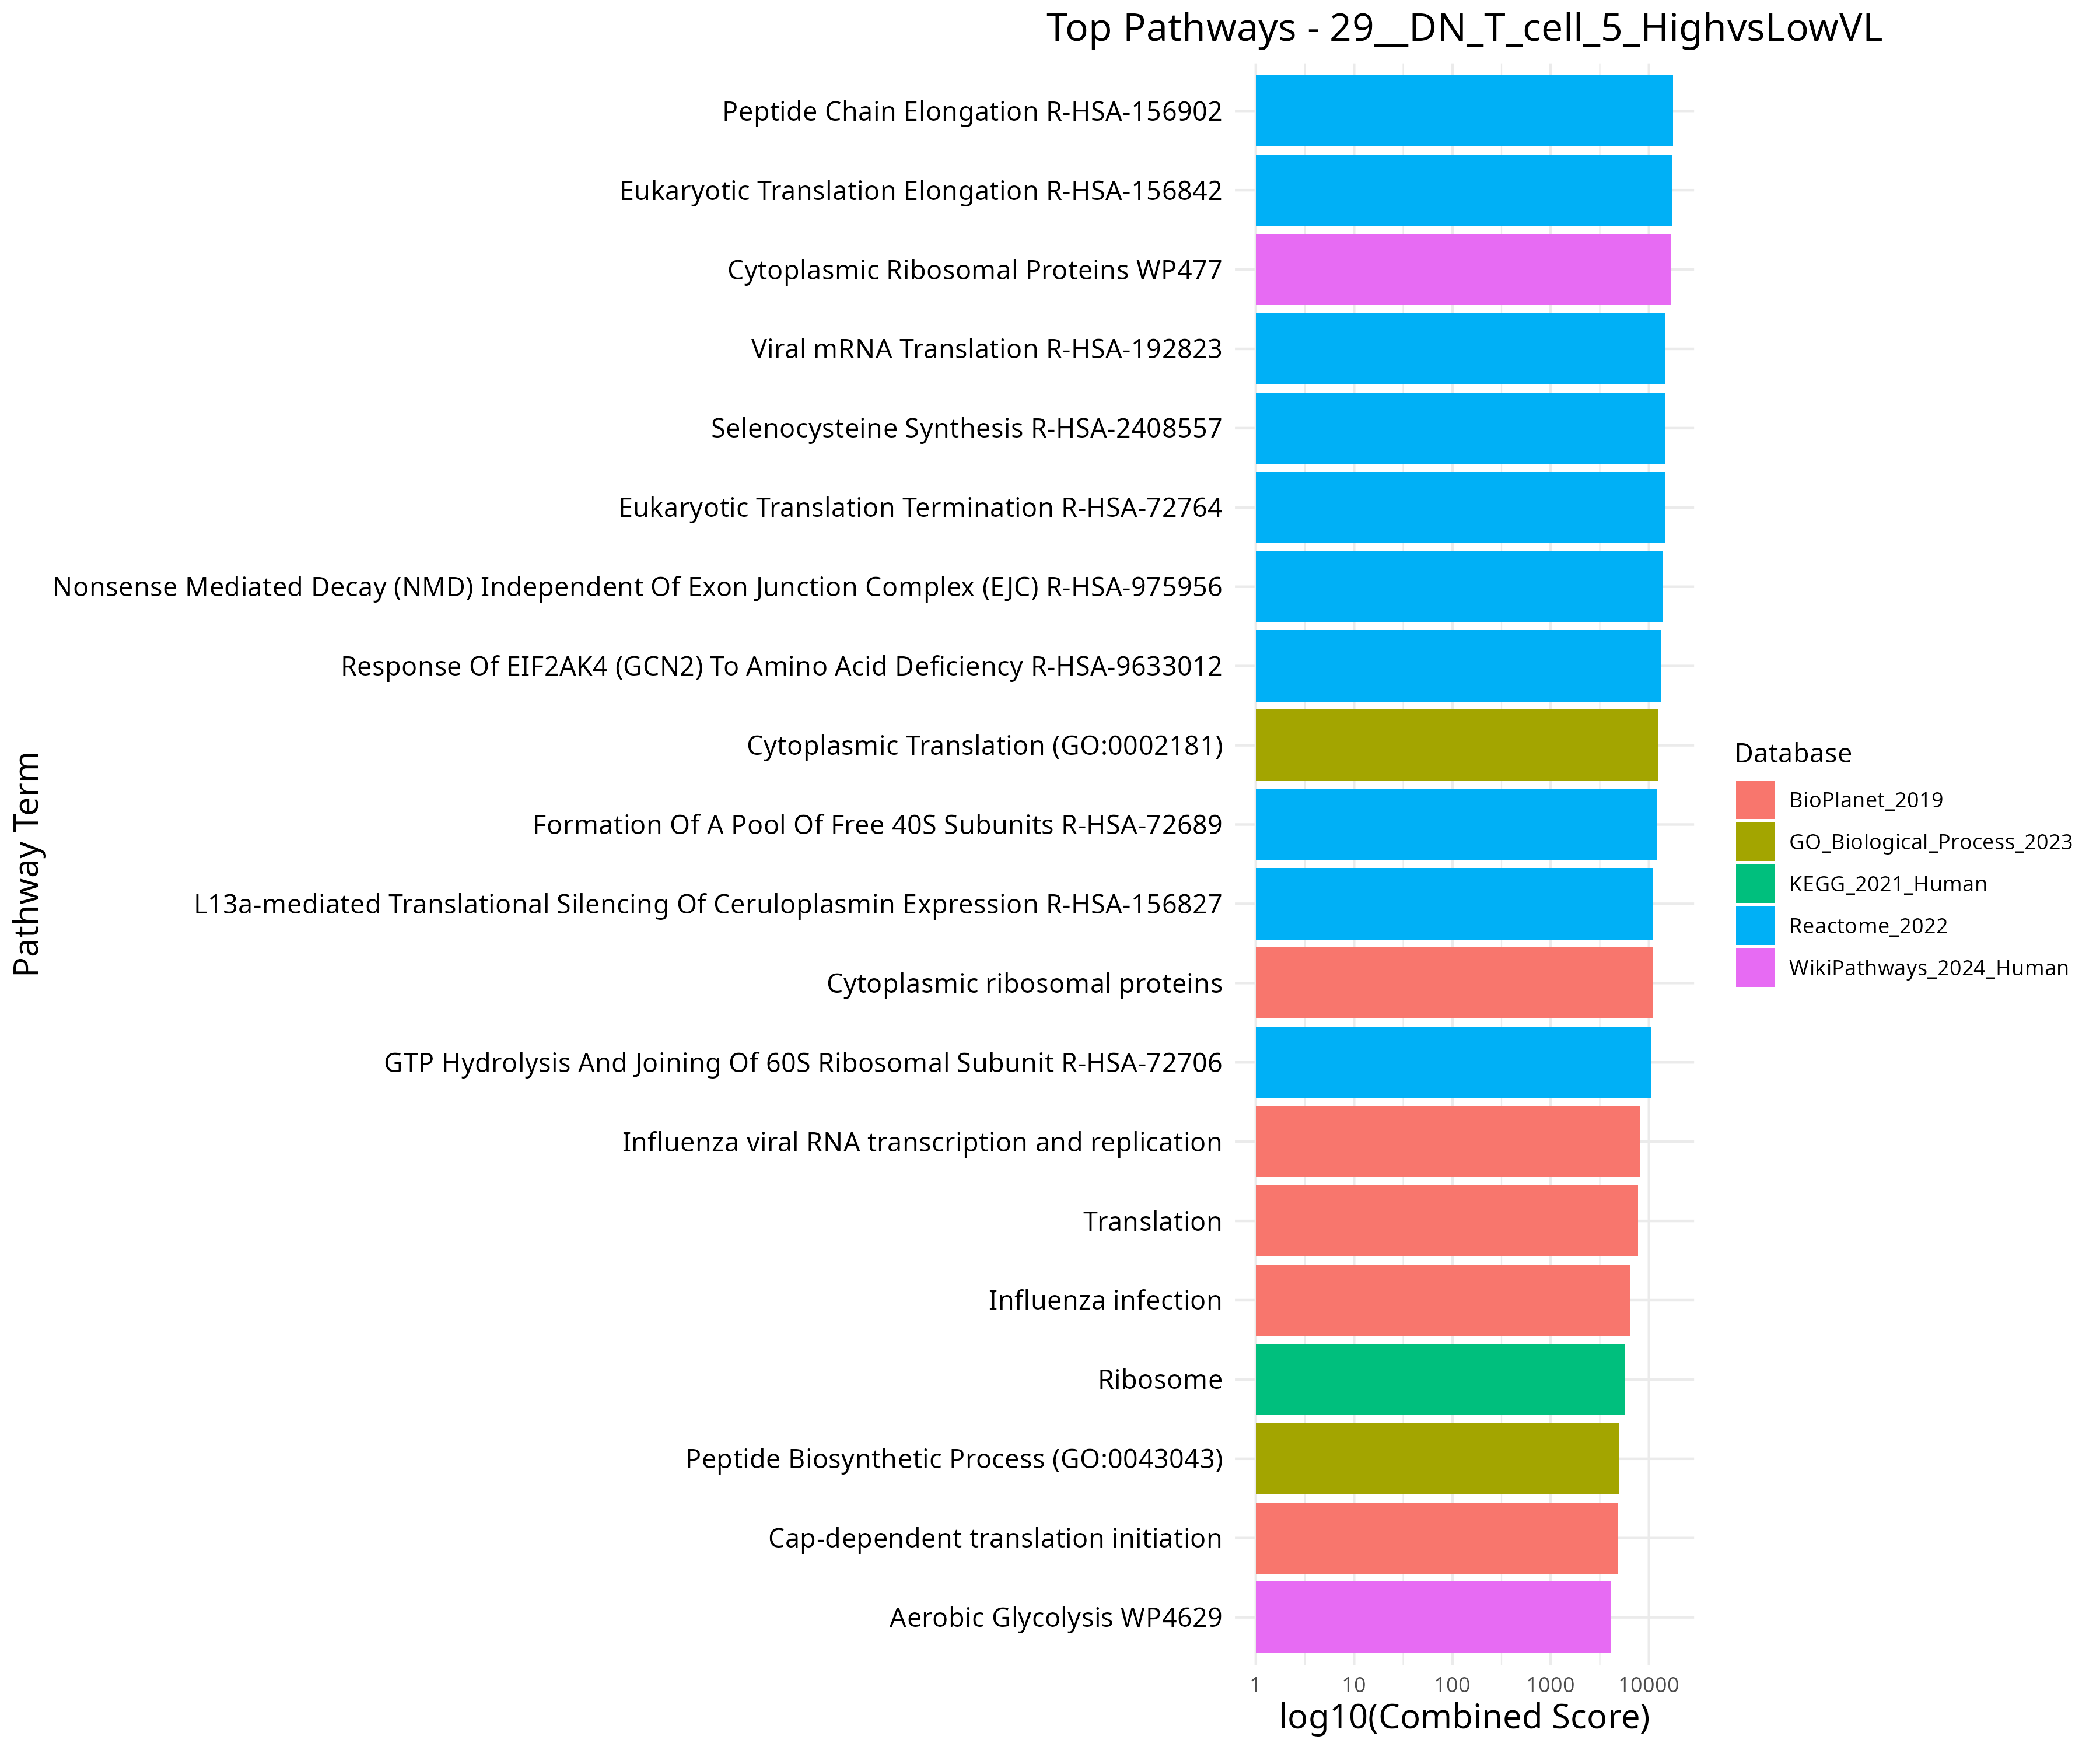 Top Pathways - 29__DN_T_cell_5_HighvsLowVL
Pathway Term
Peptide Chain Elongation R-HSA-156902
Eukaryotic Translation Elongation R-HSA-156842
Cytoplasmic Ribosomal Proteins WP477
Viral mRNA Translation R-HSA-192823
Selenocysteine Synthesis R-HSA-2408557
Eukaryotic Translation Termination R-HSA-72764
Nonsense Mediated Decay (NMD) Independent Of Exon Junction Complex (EJC) R-HSA-975956
Response Of EIF2AK4 (GCN2) To Amino Acid Deficiency R-HSA-9633012
Cytoplasmic Translation (GO:0002181)
Formation Of A Pool Of Free 40S Subunits R-HSA-72689
L13a-mediated Translational Silencing Of Ceruloplasmin Expression R-HSA-156827
Cytoplasmic ribosomal proteins
GTP Hydrolysis And Joining Of 60S Ribosomal Subunit R-HSA-72706
Influenza viral RNA transcription and replication
Translation
Influenza infection
Ribosome
Peptide Biosynthetic Process (GO:0043043)
Cap-dependent translation initiation
Aerobic Glycolysis WP4629
1 10 100 1000 10000
log10(Combined Score)
Database
BioPlanet_2019
GO_Biological_Process_2023
KEGG_2021_Human
Reactome_2022
WikiPathways_2024_Human